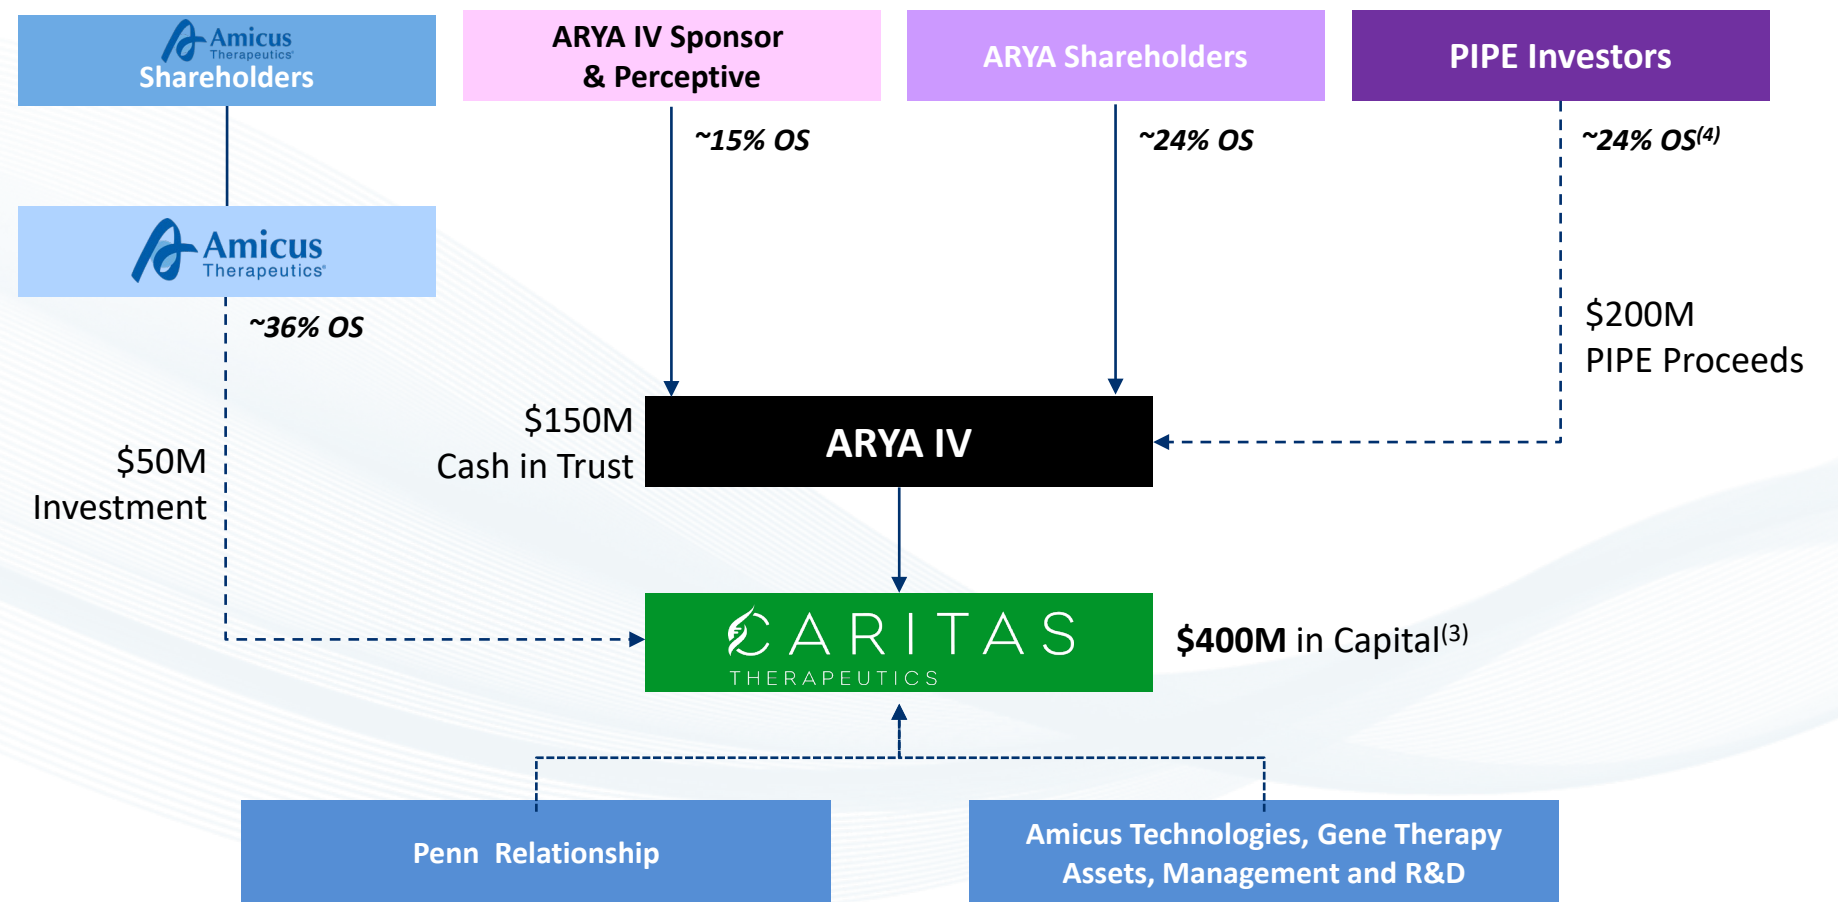 Amicus
Therapeutics
Shareholders
ARYA IV Sponsor
& Perceptive
ARYA Shareholders
PIPE Investors
~15% OS
~24% OS
~24% OS(4)
Amicus
Therapeutics®
~36% OS
$200M
PIPE Proceeds
$150M
Cash in Trust
ARYA IV
$50M
Investment
CARITAS
THERAPEUTICS
$400M in Capital(3)
Penn Relationship
Amicus Technologies, Gene Therapy
Assets, Management and R&D